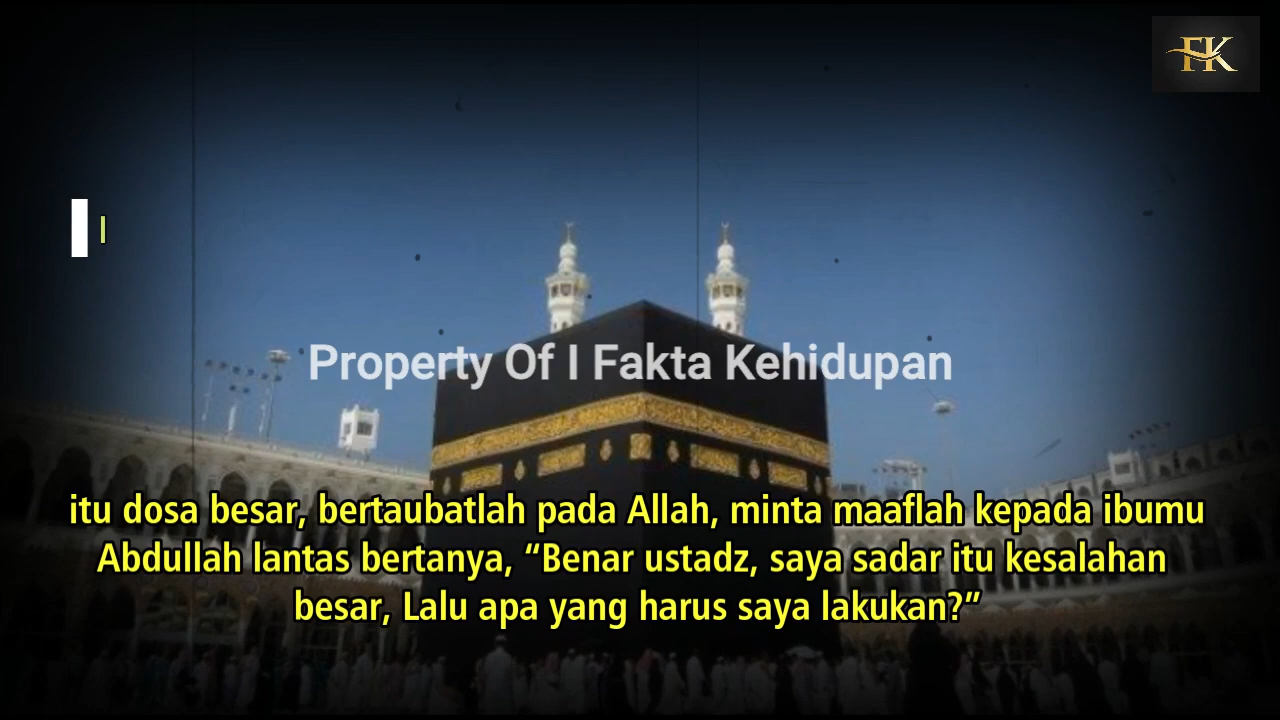 FK
Property Of I Fakta Kehidupan
itu dosa besar, bertaubatlah pada Allah, minta maaflah kepada ibumu
Abdullah lantas bertanya, “Benar ustadz, saya sadar itu kesalahan
besar, Lalu apa yang harus saya lakukan?”